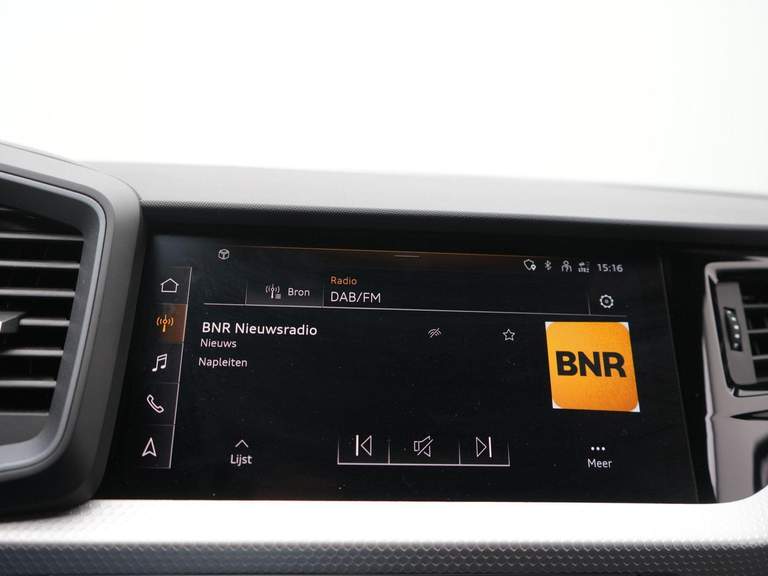 15:16
Radio
Bron
DAB/FM
BNR Nieuwsradio
Nieuws
Napleiten
BNR
Lijst
Meer